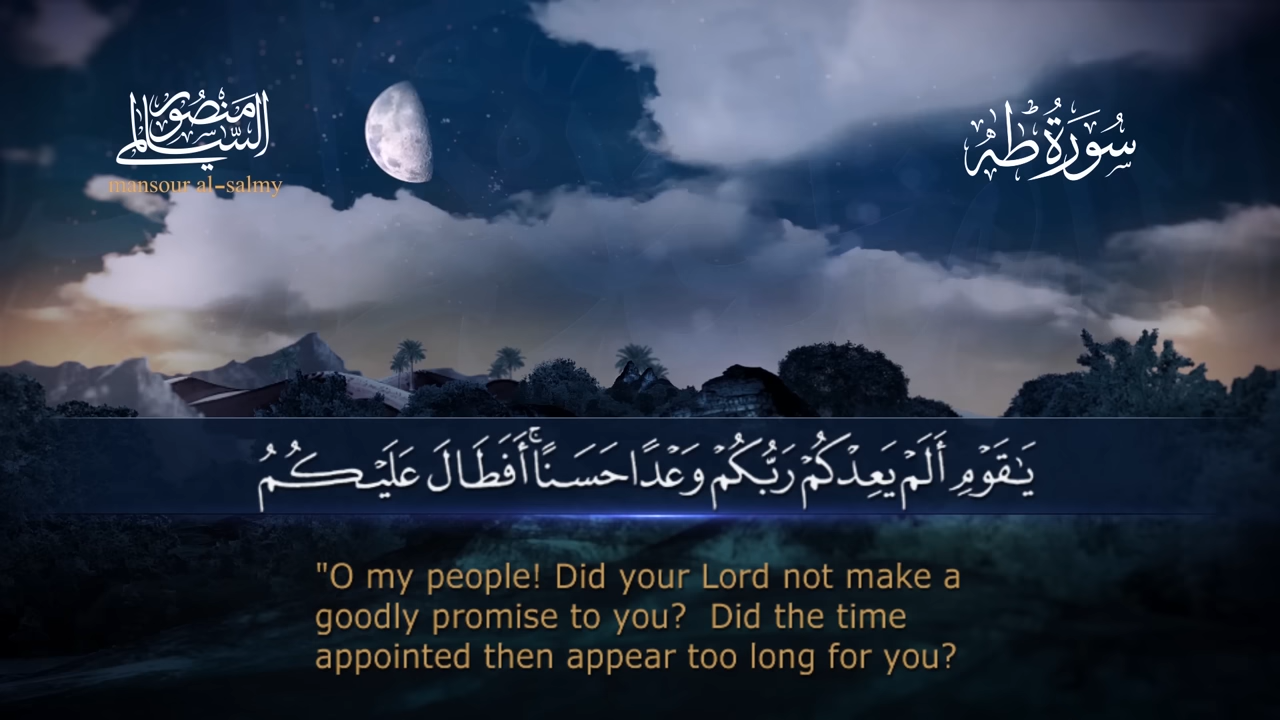 منصور السالمي
mansour al-salmy
سُورَةُ طه
يَٰقَوْمِ أَلَمْ يَعِدْكُمْ رَبُّكُمْ وَعْدًا حَسَنًا ۚ أَفَطَالَ عَلَيْكُمُ
"O my people! Did your Lord not make a
goodly promise to you?  Did the time
appointed then appear too long for you?